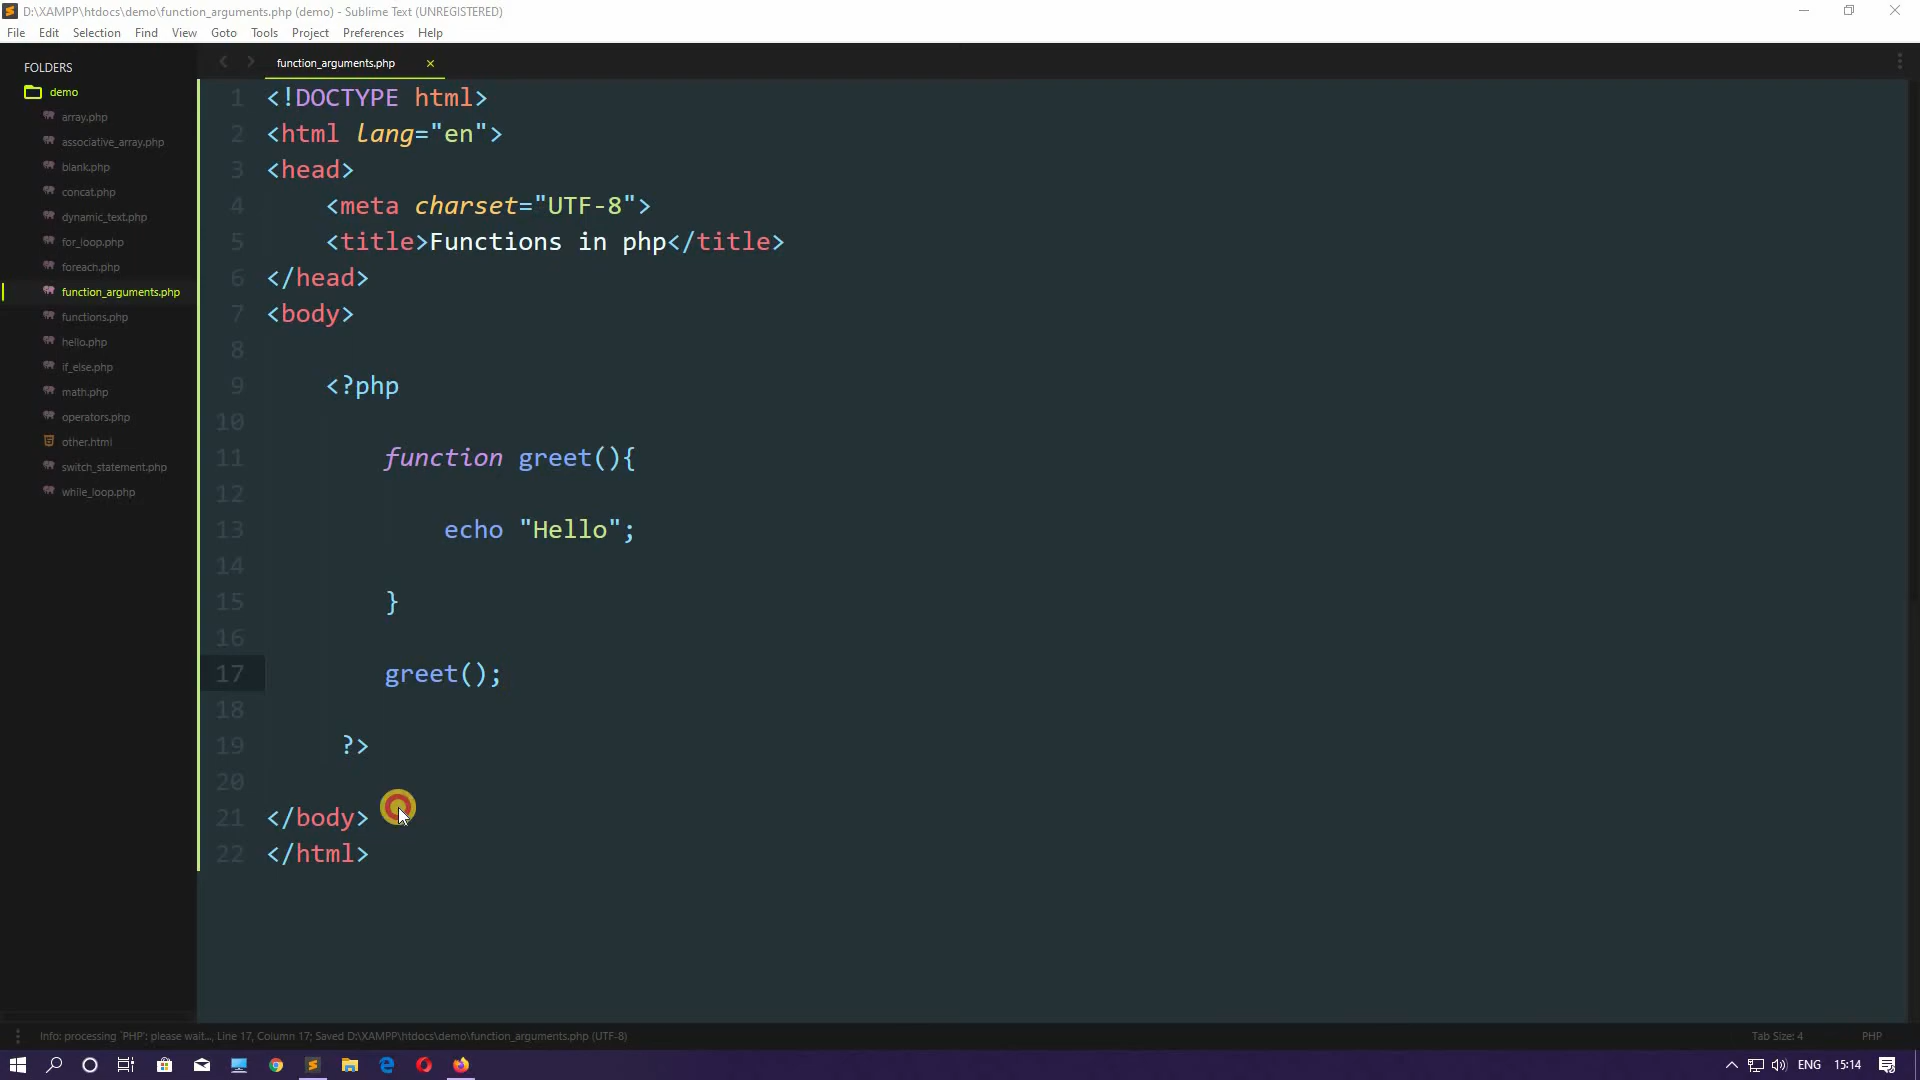 D:\XAMPP\htdocs\demo\function_arguments.php (demo) - Sublime Text (UNREGISTERED)
File Edit Selection Find View Goto Tools Project Preferences Help
FOLDERS
demo
array.php
associative_array.php
blank.php
concat.php
dynamic_text.php
for_loop.php
foreach.php
function_arguments.php
functions.php
hello.php
if_else.php
math.php
operators.php
other.html
switch_statement.php
while_loop.php
function_arguments.php
1 <!DOCTYPE html>
2 <html lang="en">
3 <head>
4 <meta charset="UTF-8">
5 <title>Functions in php</title>
6 </head>
7 <body>
8
9 <?php
10
11 function greet(){
12
13 echo "Hello";
14
15 }
16
17 greet();
18
19 ?>
20
21 </body>
22 </html>
Info: processing `PHP': please wait..., Line 17, Column 17; Saved D:\XAMPP\htdocs\demo\function_arguments.php (UTF-8)
Tab Size: 4 PHP
ENG 15:14